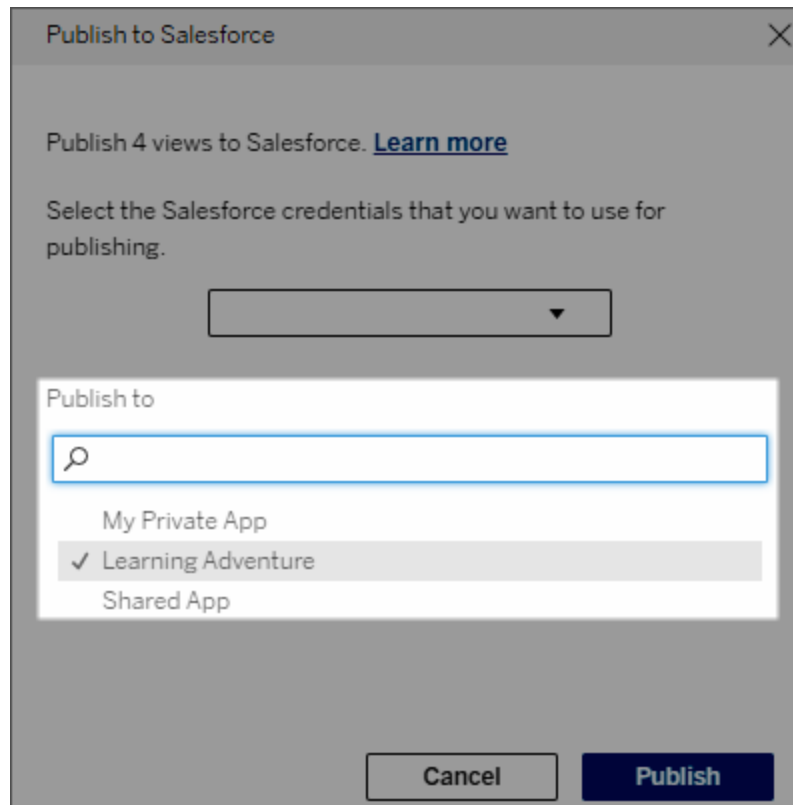 Publish to Salesforce
Publish 4 views to Salesforce. Learn more
Select the Salesforce credentials that you want to use for
publishing.
Publish to
My Private App
Learning Adventure
Shared App
Cancel Publish